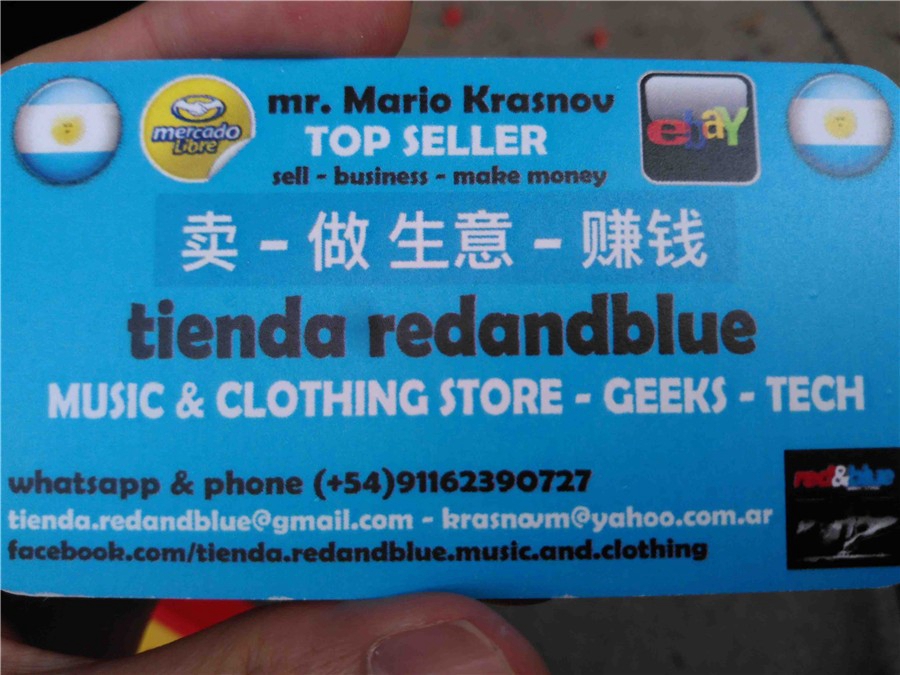 mr. Mario Krasnov
mercado
Libre
TOP SELLER
ebay
sell - business - make money
卖 - 做 生意 - 赚钱
tienda redandblue
MUSIC & CLOTHING STORE - GEEKS - TECH
whatsapp & phone (+54)91162390727
red&blue
tienda.redandblue@gmail.com - krasnovm@yahoo.com.ar
facebook.com/tienda.redandblue.music.and.clothing